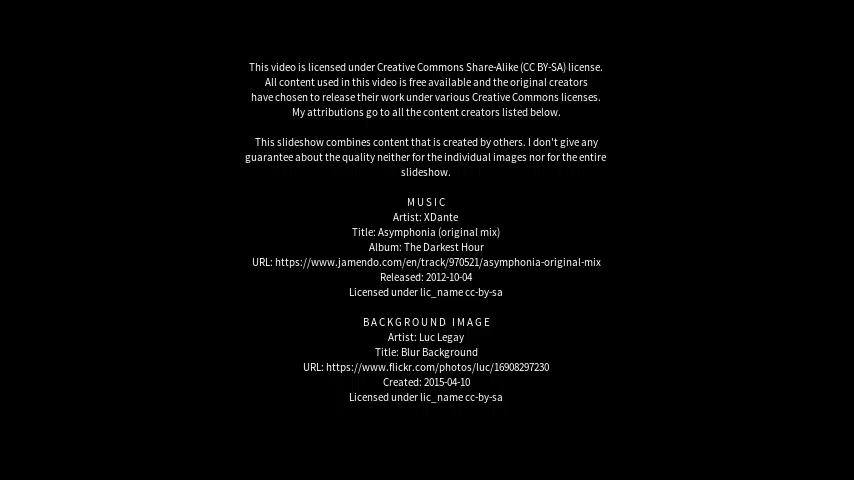 This video is licensed under Creative Commons Share-Alike (CC BY-SA) license.
All content used in this video is free available and the original creators
have chosen to release their work under various Creative Commons licenses.
My attributions go to all the content creators listed below.
This slideshow combines content that is created by others. I don't give any
guarantee about the quality neither for the individual images nor for the entire
slideshow.
MUSIC
Artist: XDante
Title: Asymphonia (original mix)
Album: The Darkest Hour
URL: https://www.jamendo.com/en/track/970521/asymphonia-original-mix
Released: 2012-10-04
Licensed under lic_name cc-by-sa
BACKGROUND IMAGE
Artist: Luc Legay
Title: Blur Background
URL: https://www.flickr.com/photos/luc/16908297230
Created: 2015-04-10
Licensed under lic_name cc-by-sa